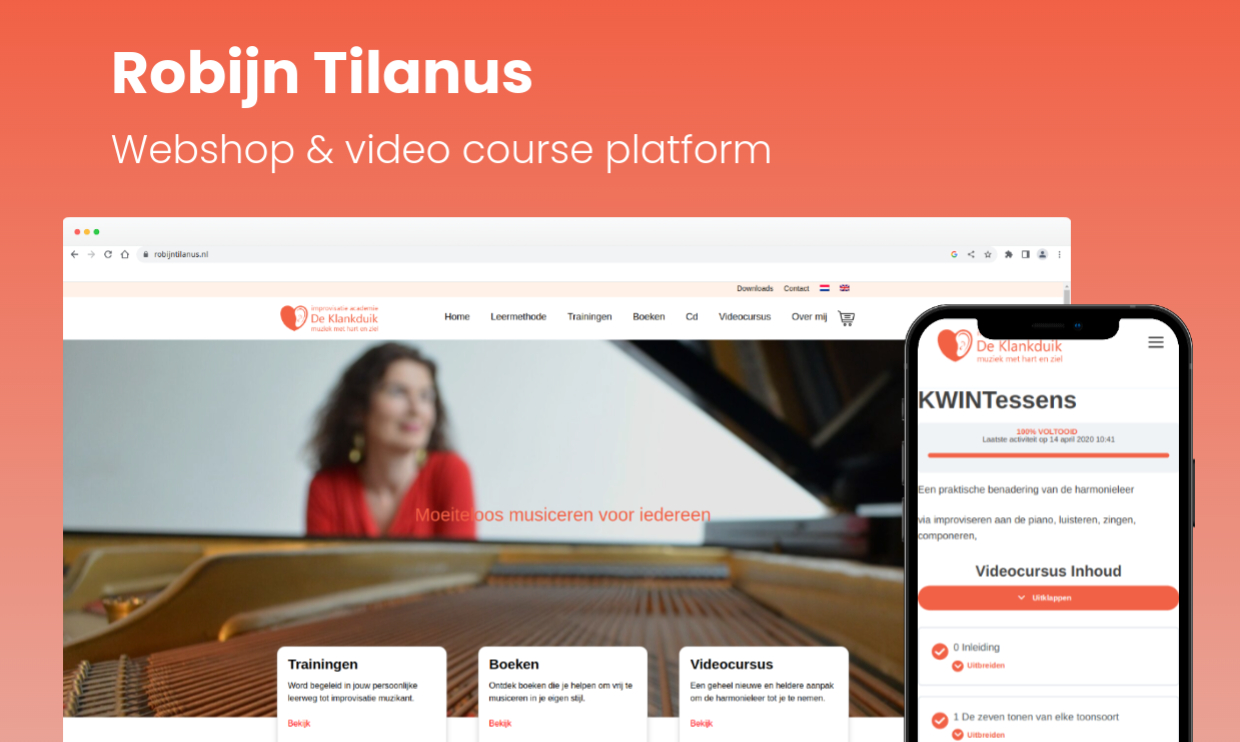 Robijn Tilanus
Webshop & video course platform
robijntilanus.nl
Downloads Contact
improvisatie academie
De Klankduik
muziek met hart en ziel
Home Leermethode Trainingen Boeken Cd Videocursus Over mij
Moeiteloos musiceren voor iedereen
Trainingen
Word begeleid in jouw persoonlijke
leerweg tot improvisatie muzikant.
Bekijk
Boeken
Ontdek boeken die je helpen om vrij te
musiceren in je eigen stijl.
Bekijk
Videocursus
Een geheel nieuwe en heldere aanpak
om de harmonieleer tot je te nemen.
Bekijk
De Klankduik
muziek met hart en ziel
KWINTessens
100% VOLTOOID
Laatste activiteit op 14 april 2020 10:41
Een praktische benadering van de harmonieleer
via improviseren aan de piano, luisteren, zingen,
componeren,
Videocursus Inhoud
Uitklappen
0 Inleiding
Uitbreiden
1 De zeven tonen van elke toonsoort
Uitbreiden